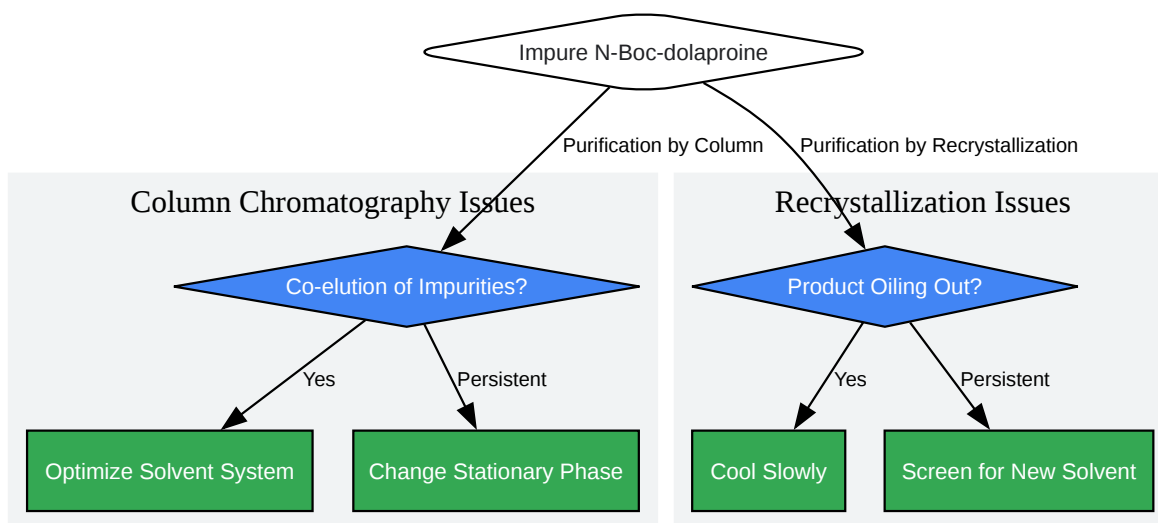 Impure N-Boc-dolaproine
Purification by Column
Purification by Recrystallization
Column Chromatography Issues
Recrystallization Issues
Co-elution of Impurities?
Product Oiling Out?
Yes
Persistent
Yes
Persistent
Optimize Solvent System
Change Stationary Phase
Cool Slowly
Screen for New Solvent